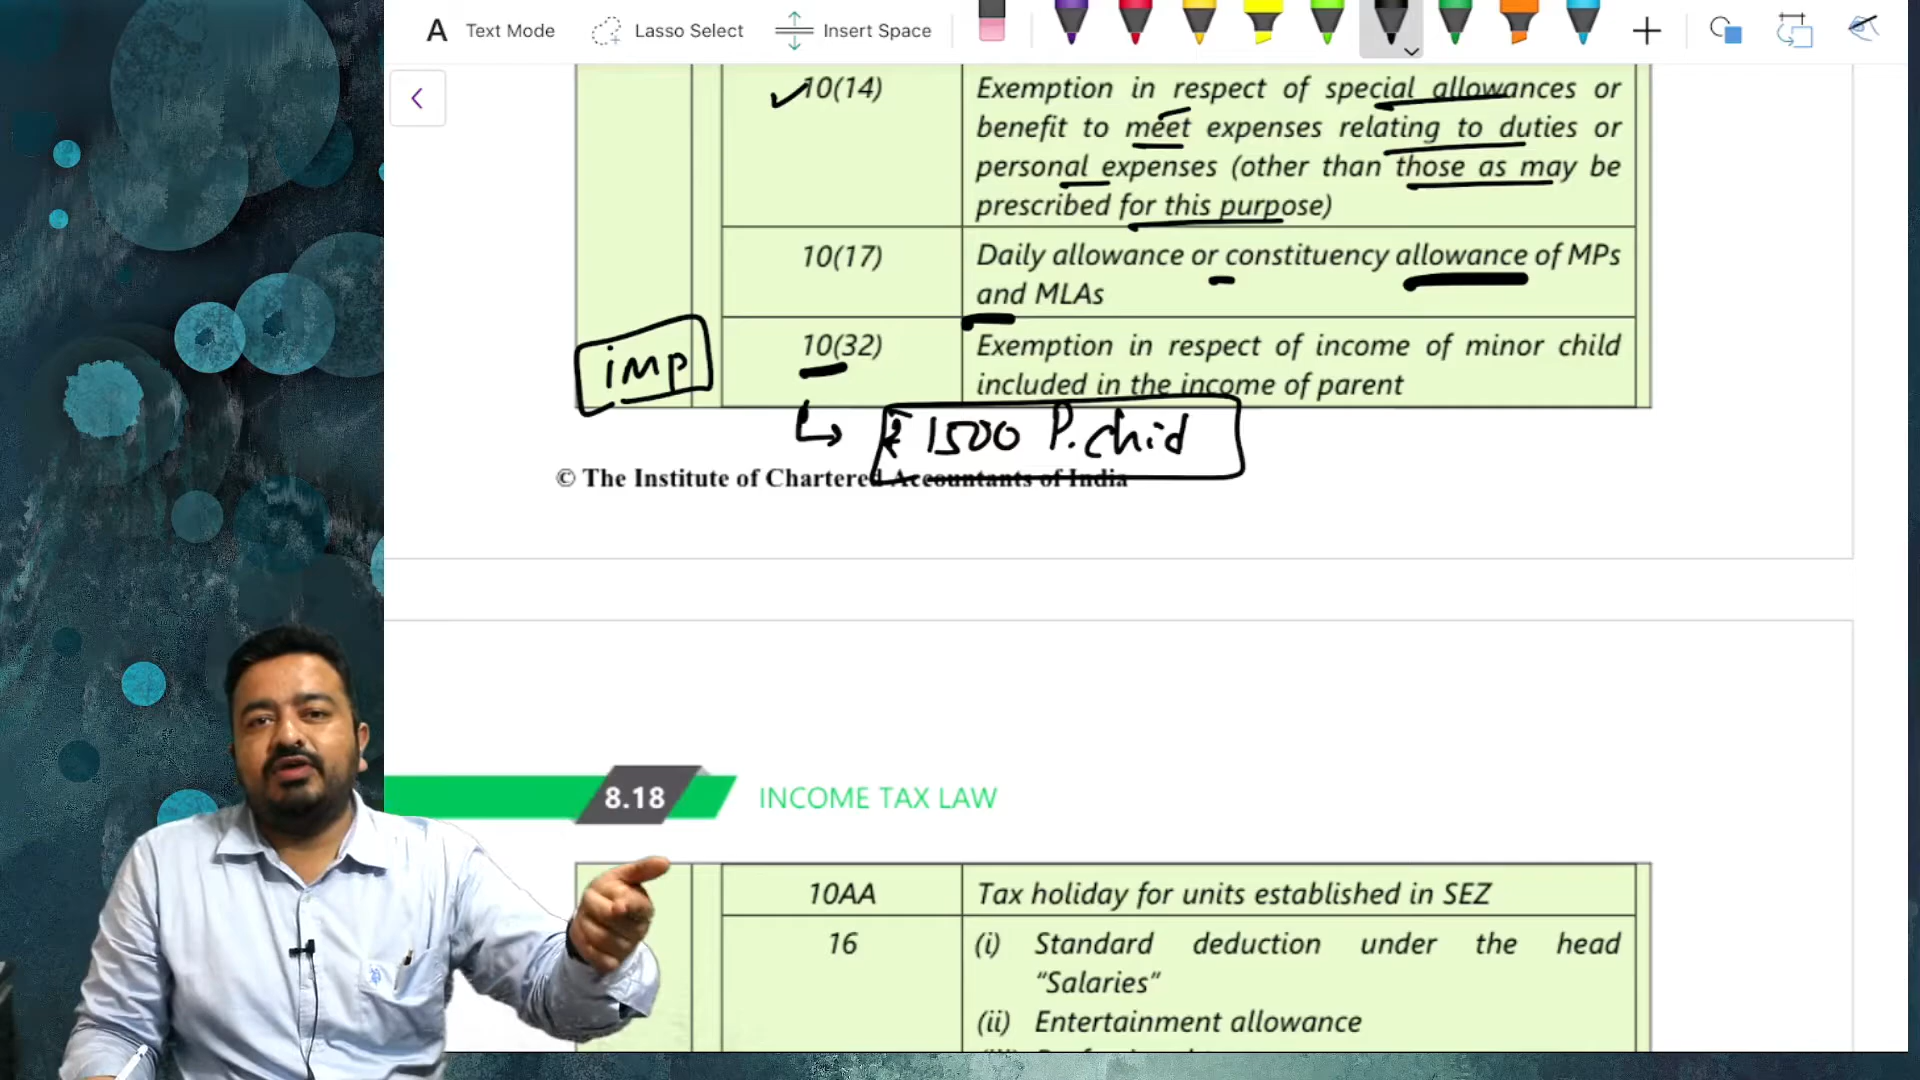 A Text Mode Lasso Select Insert Space
10(14) Exemption in respect of special allowances or
benefit to meet expenses relating to duties or
personal expenses (other than those as may be
prescribed for this purpose)
10(17) Daily allowance or constituency allowance of MPs
and MLAs
imp 10(32) Exemption in respect of income of minor child
included in the income of parent
₹ 1500 P. chid
© The Institute of Chartered Accountants of India
8.18 INCOME TAX LAW
10AA Tax holiday for units established in SEZ
16 (i) Standard deduction under the head
“Salaries”
(ii) Entertainment allowance